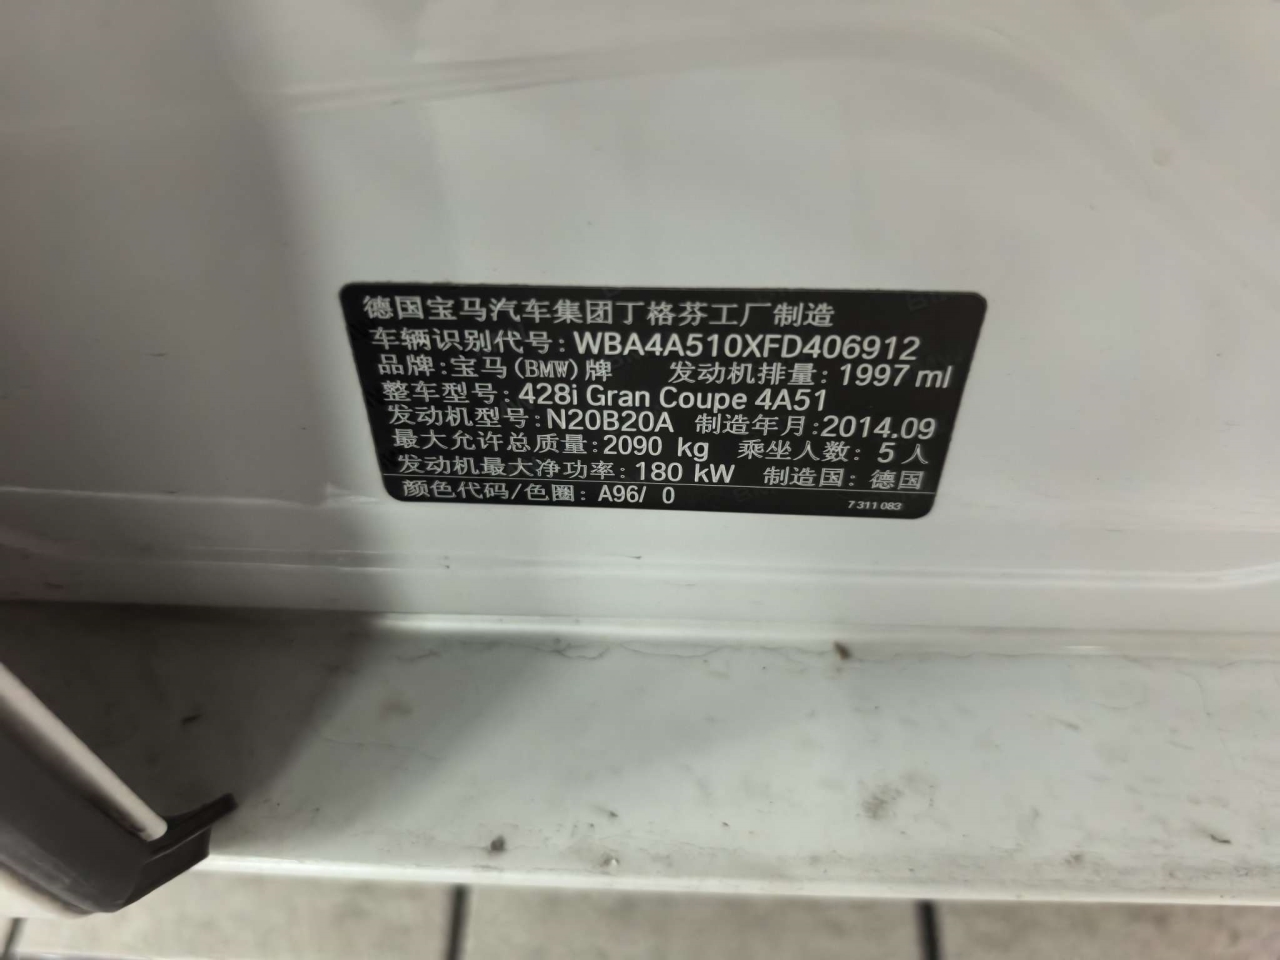 德国宝马汽车集团丁格芬工厂制造
车辆识别代号: WBA4A510XFD406912
品牌:宝马(BMW)牌 发动机排量: 1997 ml
整车型号: 428i Gran Coupe 4A51
发动机型号: N20B20A 制造年月:2014.09
最大允许总质量:2090 kg 乘坐人数: 5 人
发动机最大净功率: 180 kW 制造国: 德国
颜色代码/色圈: A96/ 0
7 311 083